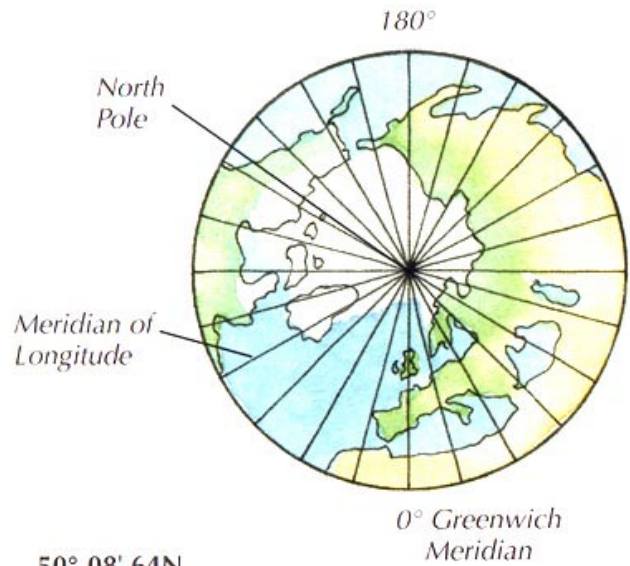 180°
North
Pole
Meridian of
Longitude
0° Greenwich
Meridian
50° 08'.64N